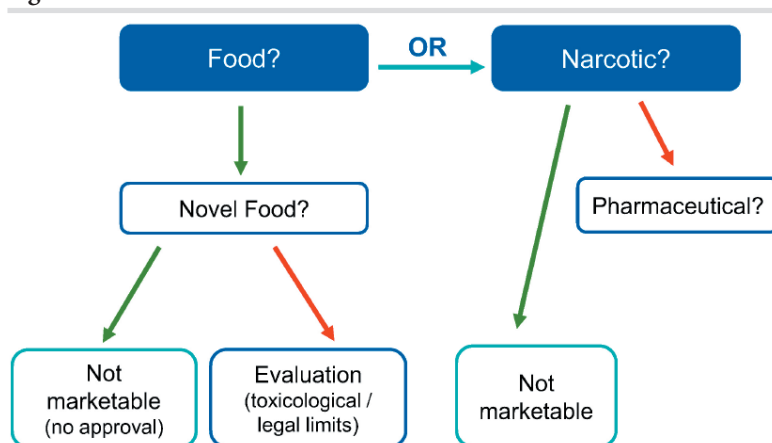 Food?
OR
Narcotic?
Novel Food?
Pharmaceutical?
Not
marketable
(no approval)
Evaluation
(toxicological /
legal limits)
Not
marketable